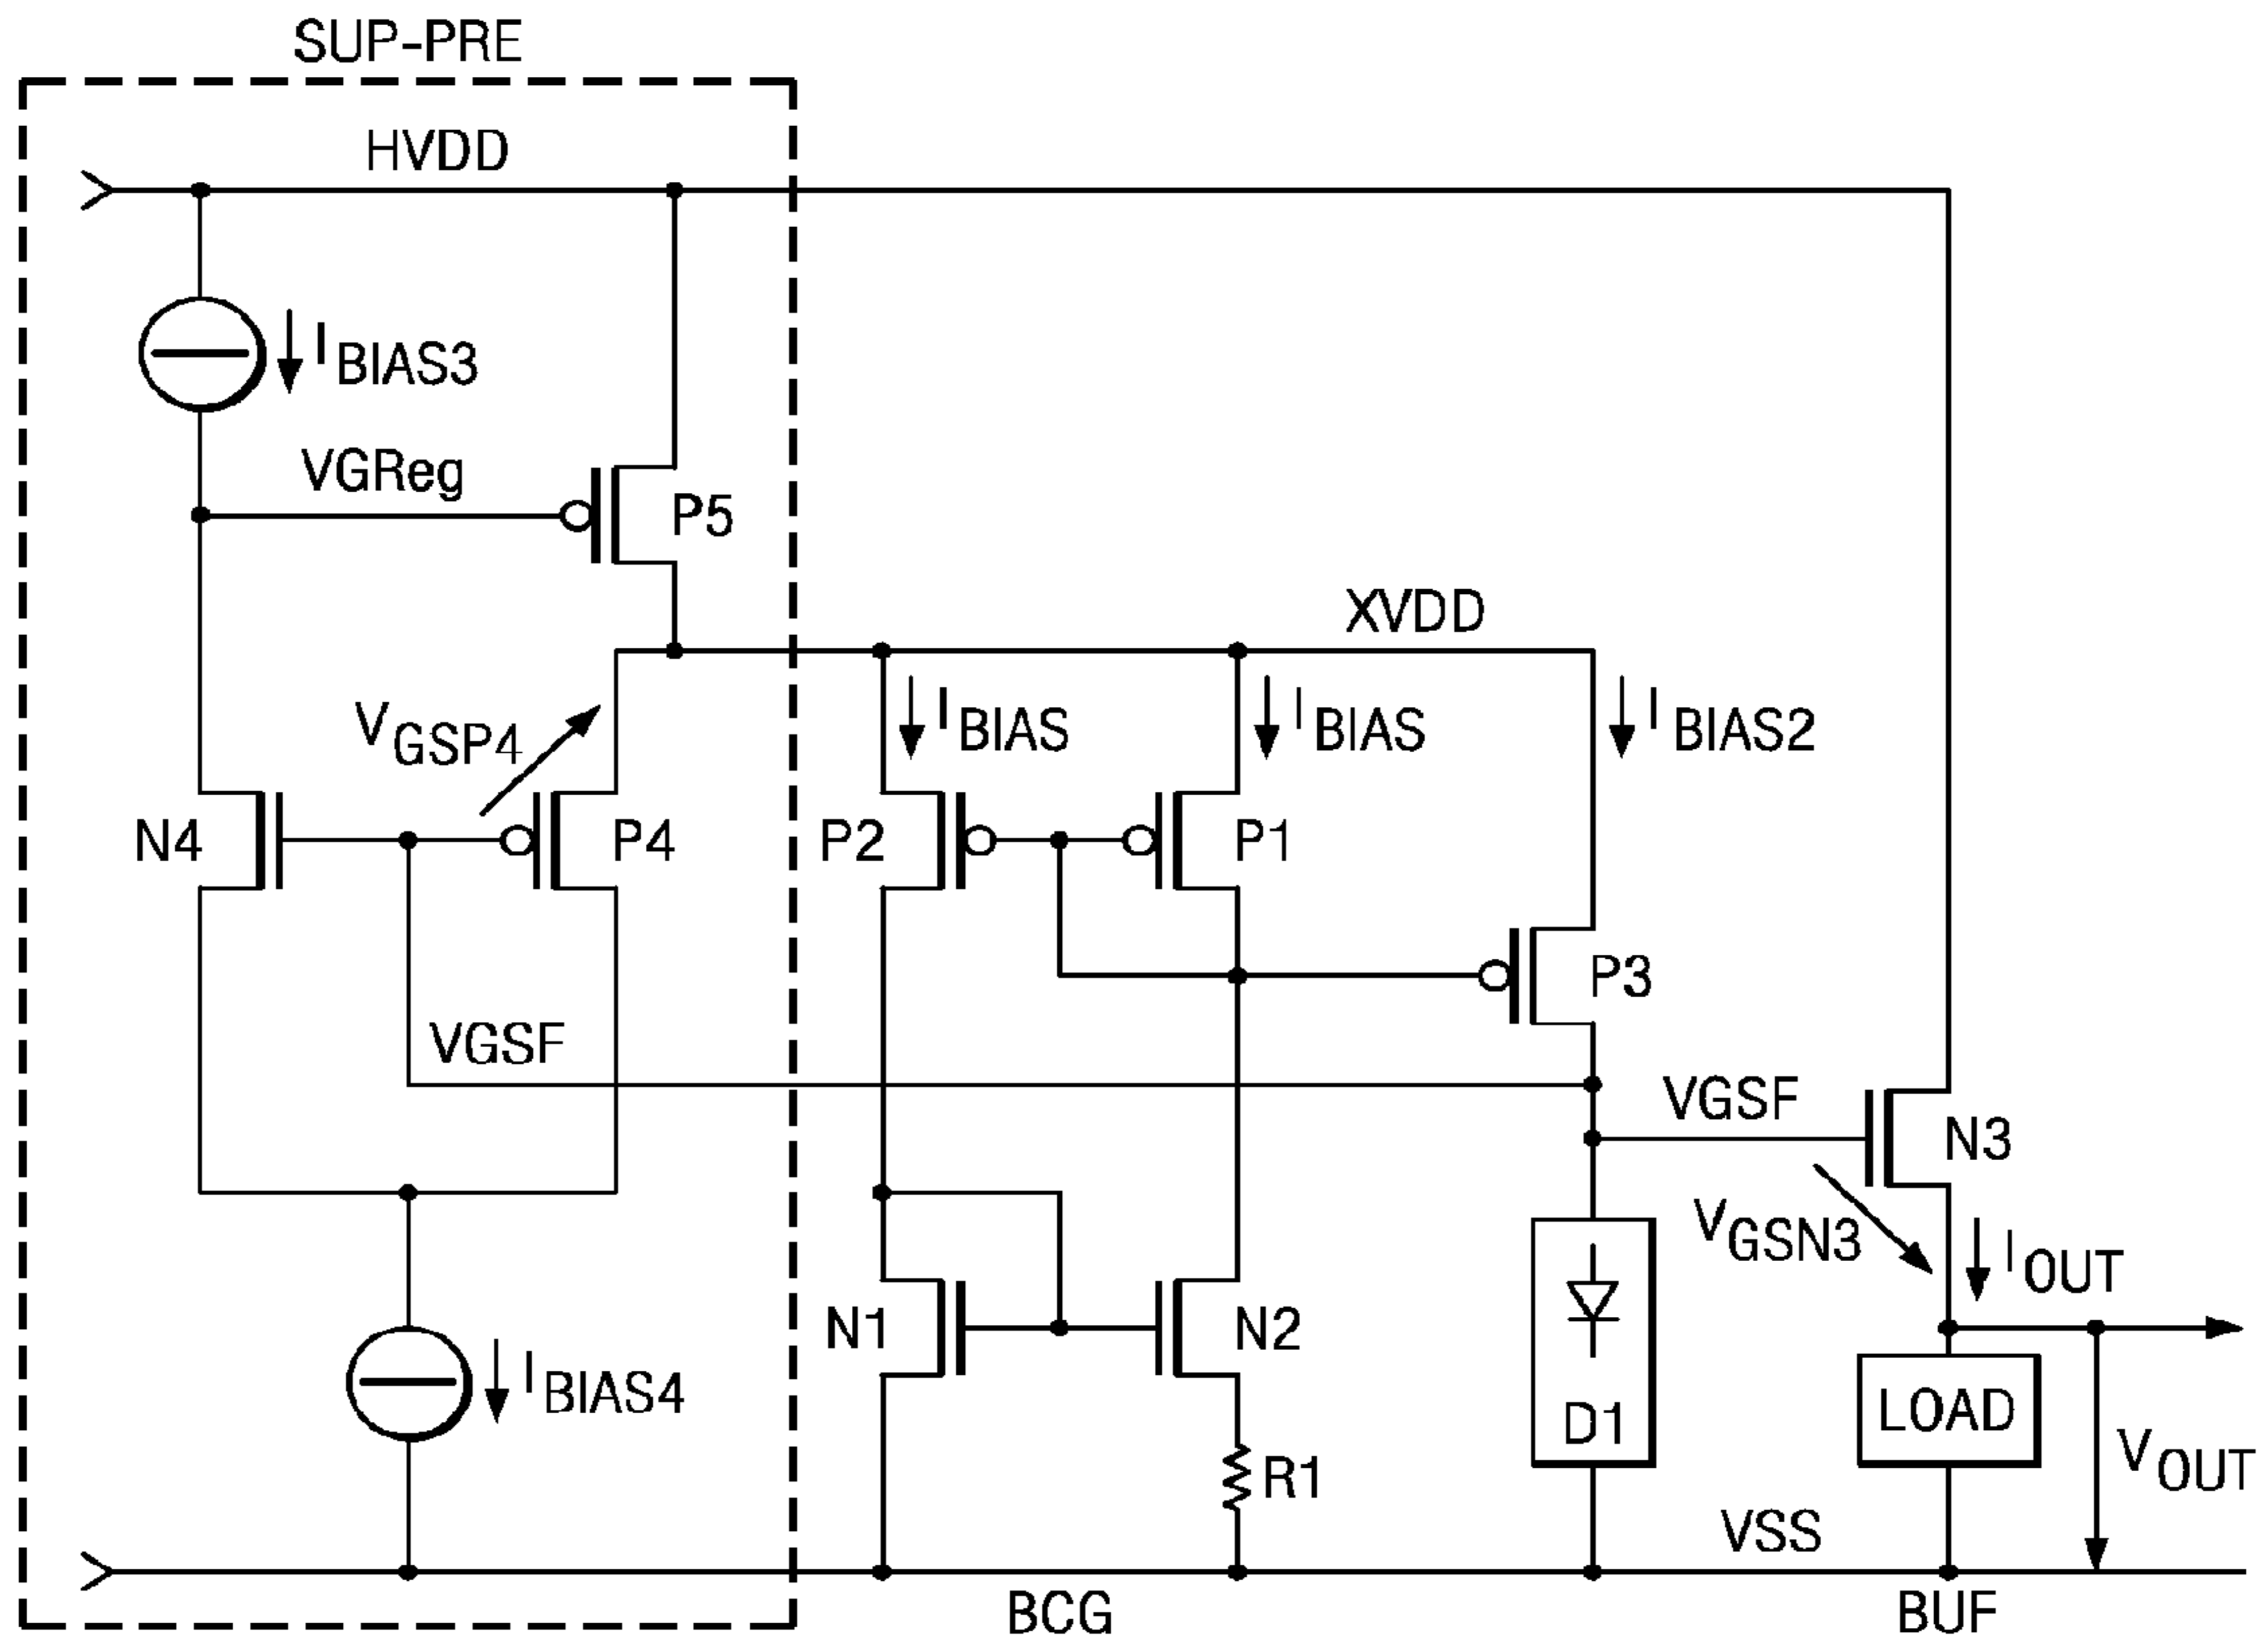 SUP-PRE
HVDD
IBIAS3
VGReg
P5
XVDD
VGSP4
IBIAS
IBIAS
IBIAS2
N4
P4
P2
P1
P3
VGSF
VGSF
N3
VGSN3
IOUT
N1
N2
IBIAS4
D1
LOAD
R1
VOUT
VSS
BCG
BUF